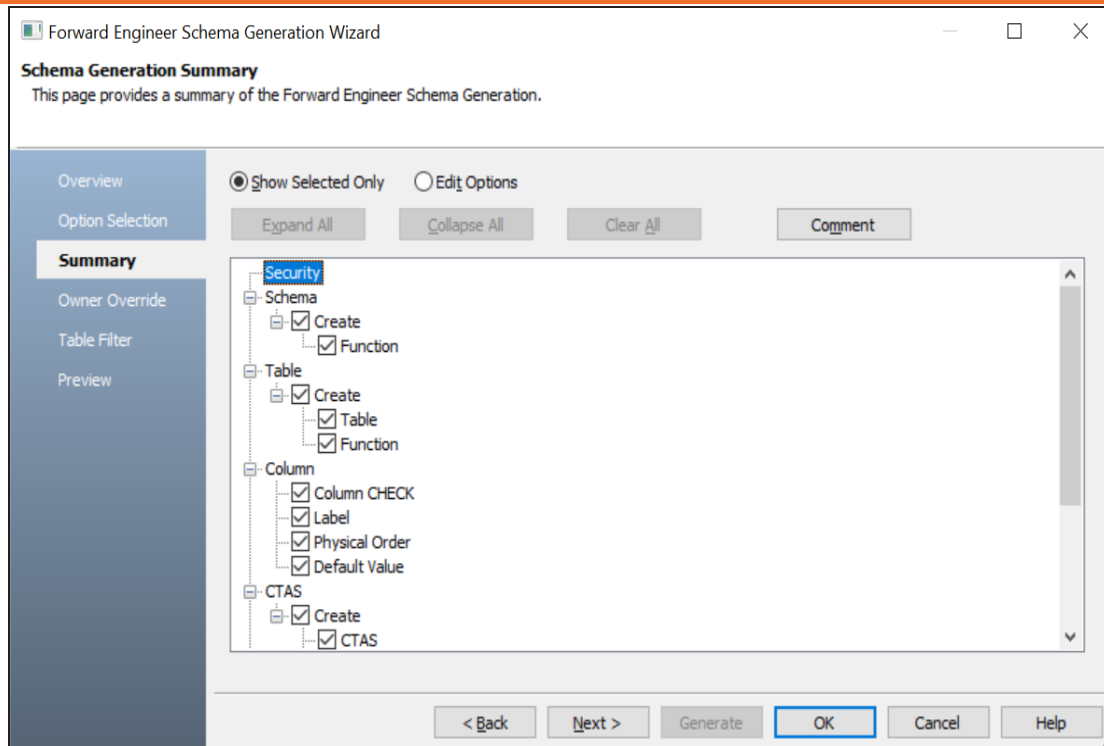 Forward Engineer Schema Generation Wizard
Schema Generation Summary
This page provides a summary of the Forward Engineer Schema Generation.
Overview
Option Selection
Summary
Owner Override
Table Filter
Preview
Show Selected Only Edit Options
Expand All Collapse All Clear All Comment
Security
Schema
Create
Function
Table
Create
Table
Function
Column
Column CHECK
Label
Physical Order
Default Value
CTAS
Create
CTAS
< Back Next > Generate OK Cancel Help